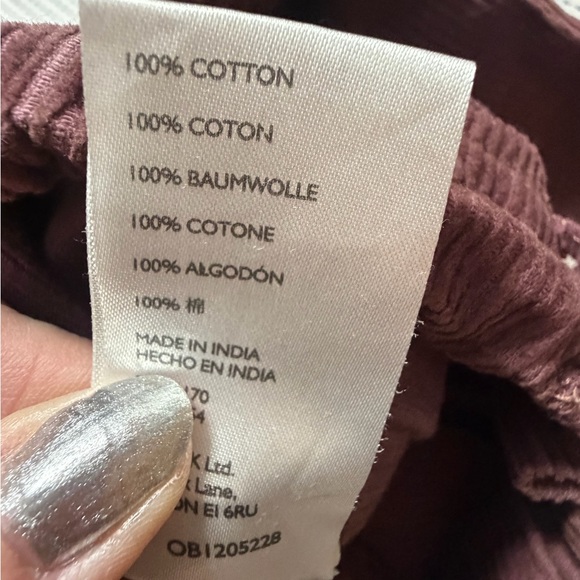 100% COTTON
100% COTON
100% BAUMWOLLE
100% COTONE
100% ALGODÓN
100% 棉
MADE IN INDIA
HECHO EN INDIA
170
Ltd.
Lane,
E1 6RU
OB1205228